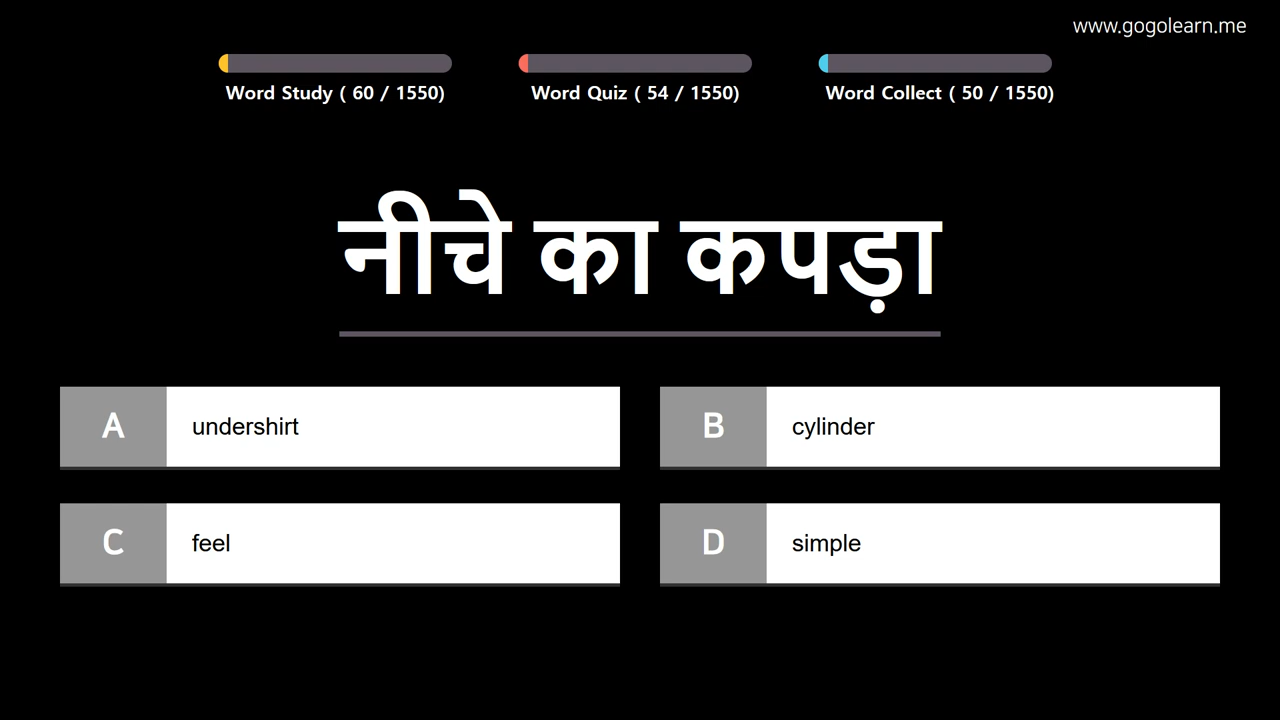 www.gogolearn.me
Word Study ( 60 / 1550)
Word Quiz ( 54 / 1550)
Word Collect ( 50 / 1550)
नीचे का कपड़ा
A undershirt
B cylinder
C feel
D simple